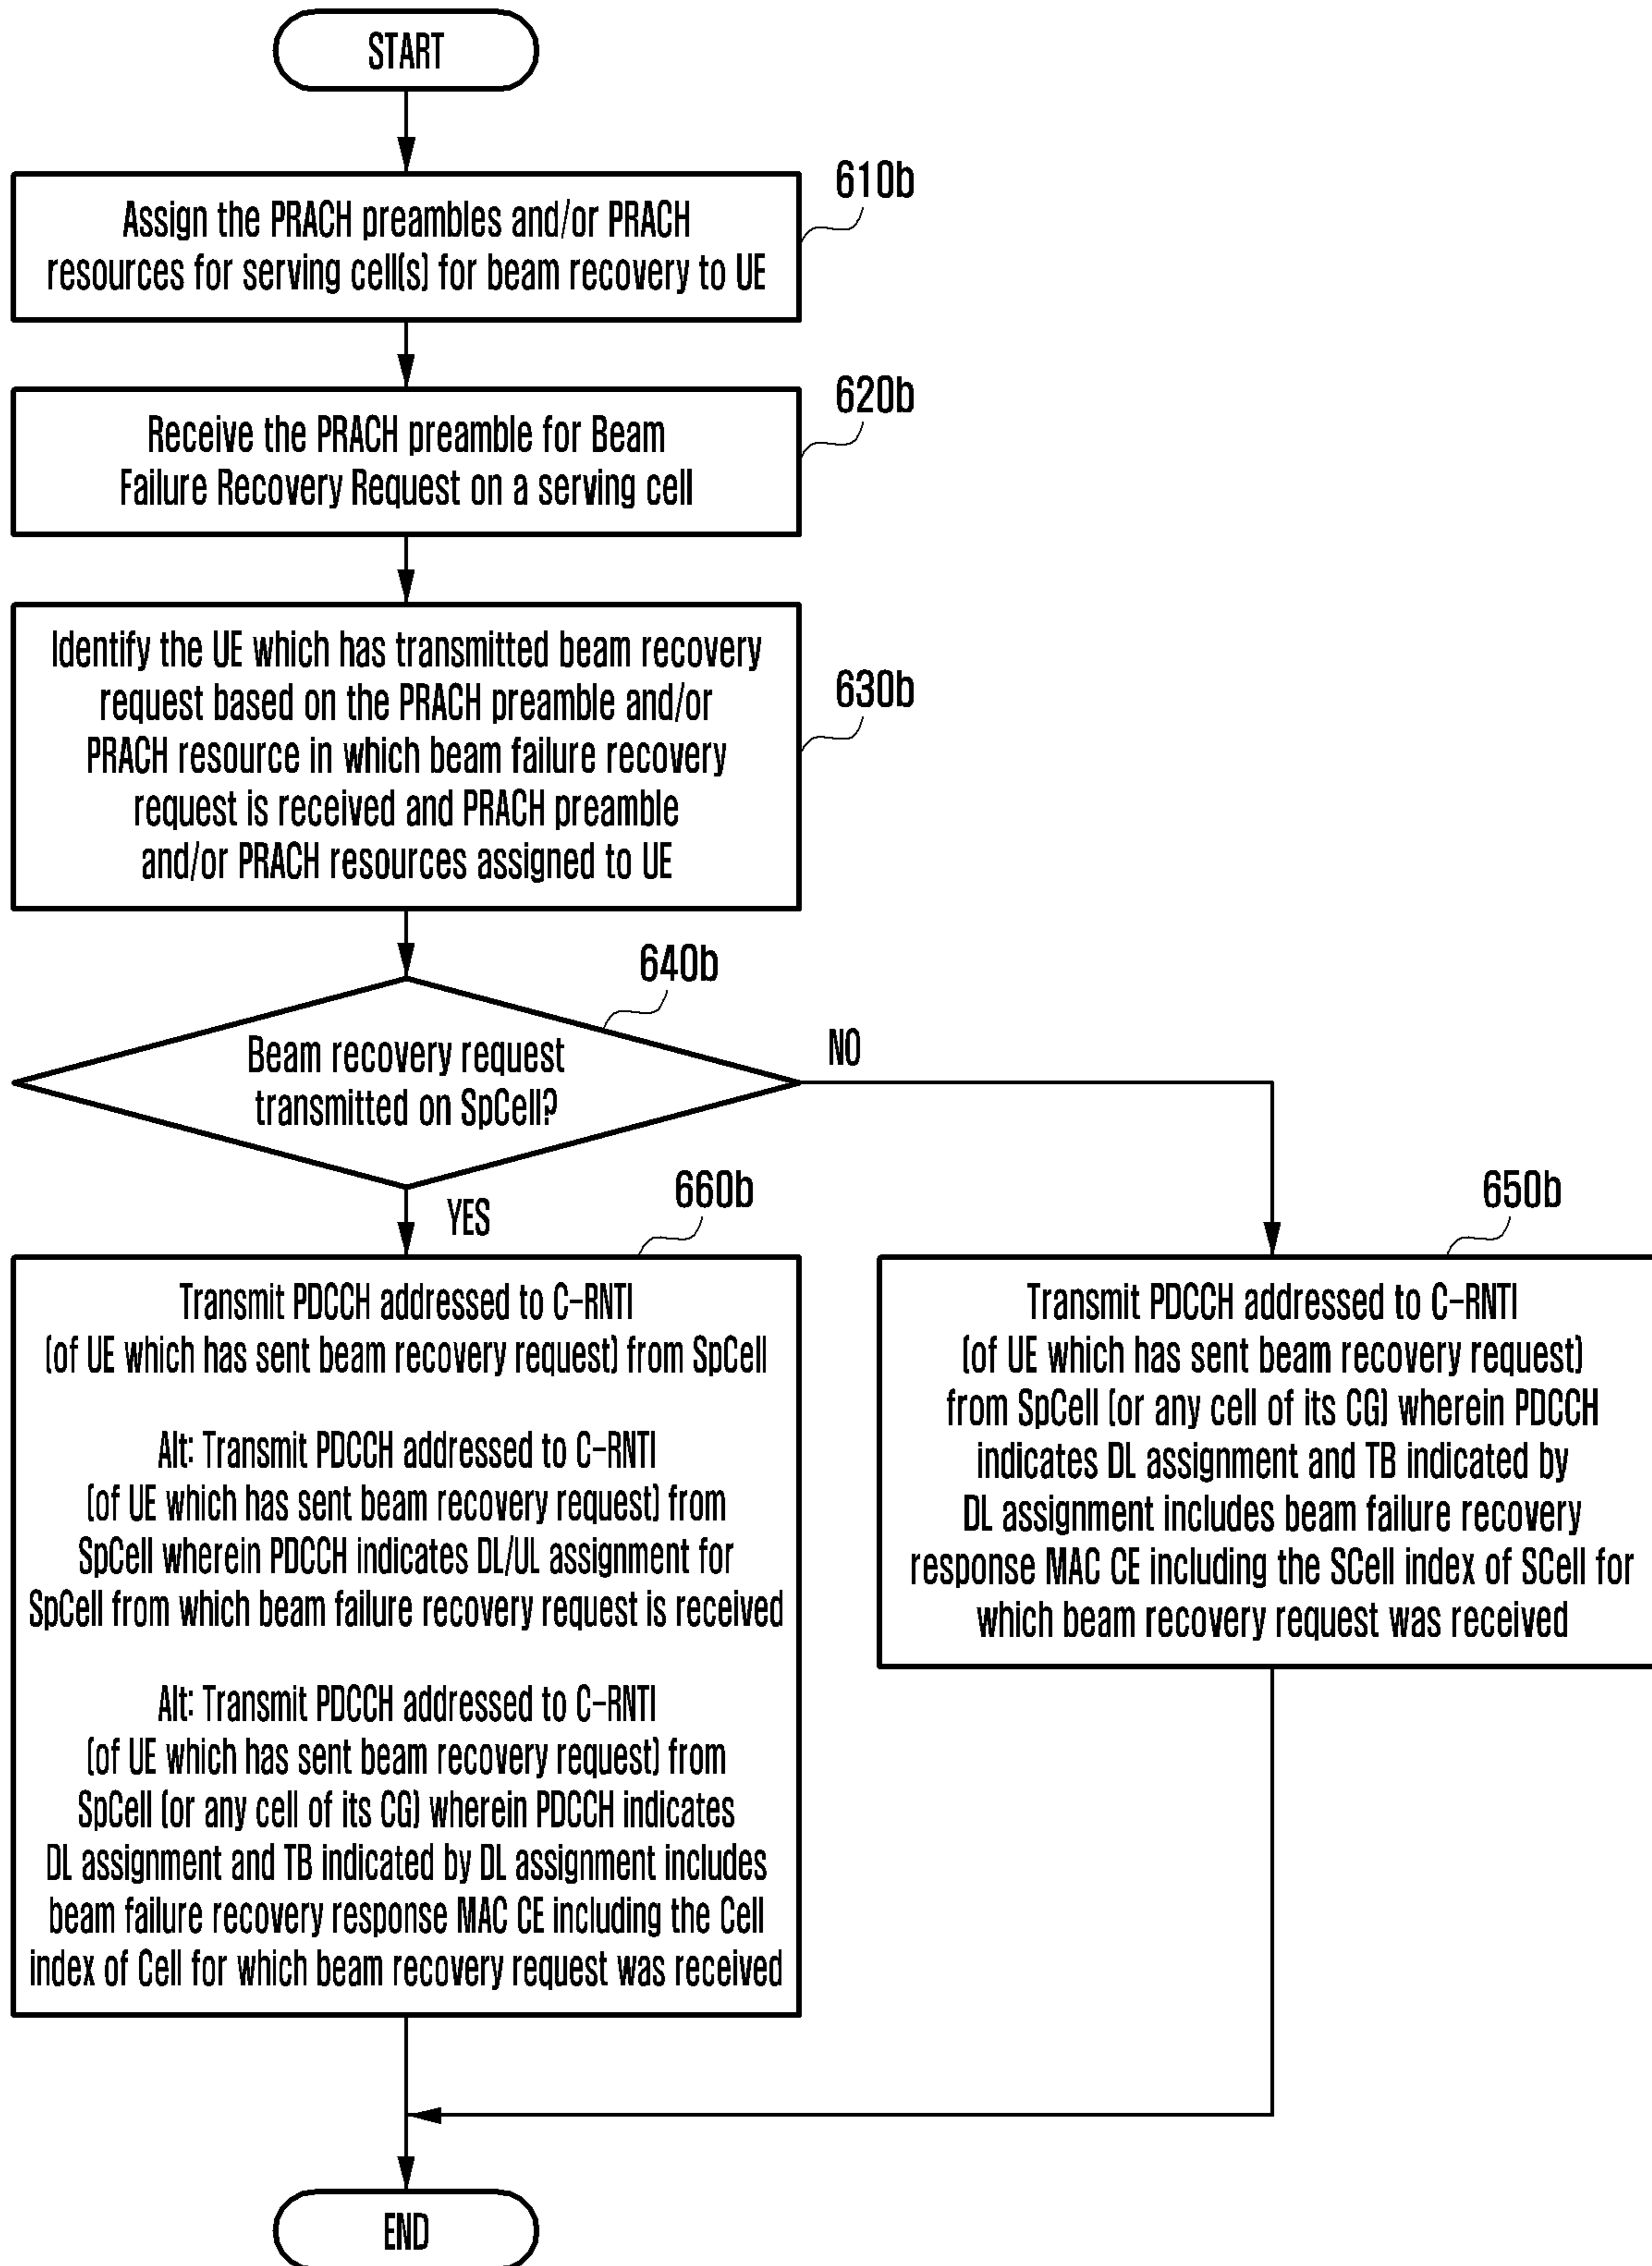 START
610b
Assign the PRACH preambles and/or PRACH
resources for serving cell(s) for beam recovery to UE
620b
Receive the PRACH preamble for Beam
Failure Recovery Request on a serving cell
630b
Identify the UE which has transmitted beam recovery
request based on the PRACH preamble and/or
PRACH resource in which beam failure recovery
request is received and PRACH preamble
and/or PRACH resources assigned to UE
640b
Beam recovery request
transmitted on SpCell?
NO
YES
660b
Transmit PDCCH addressed to C-RNTI
(of UE which has sent beam recovery request) from SpCell
Alt: Transmit PDCCH addressed to C-RNTI
(of UE which has sent beam recovery request) from
SpCell wherein PDCCH indicates DL/UL assignment for
SpCell from which beam failure recovery request is received
Alt: Transmit PDCCH addressed to C-RNTI
(of UE which has sent beam recovery request) from
SpCell (or any cell of its CG) wherein PDCCH indicates
DL assignment and TB indicated by DL assignment includes
beam failure recovery response MAC CE including the Cell
index of Cell for which beam recovery request was received
650b
Transmit PDCCH addressed to C-RNTI
(of UE which has sent beam recovery request)
from SpCell (or any cell of its CG) wherein PDCCH
indicates DL assignment and TB indicated by
DL assignment includes beam failure recovery
response MAC CE including the SCell index of SCell for
which beam recovery request was received
END